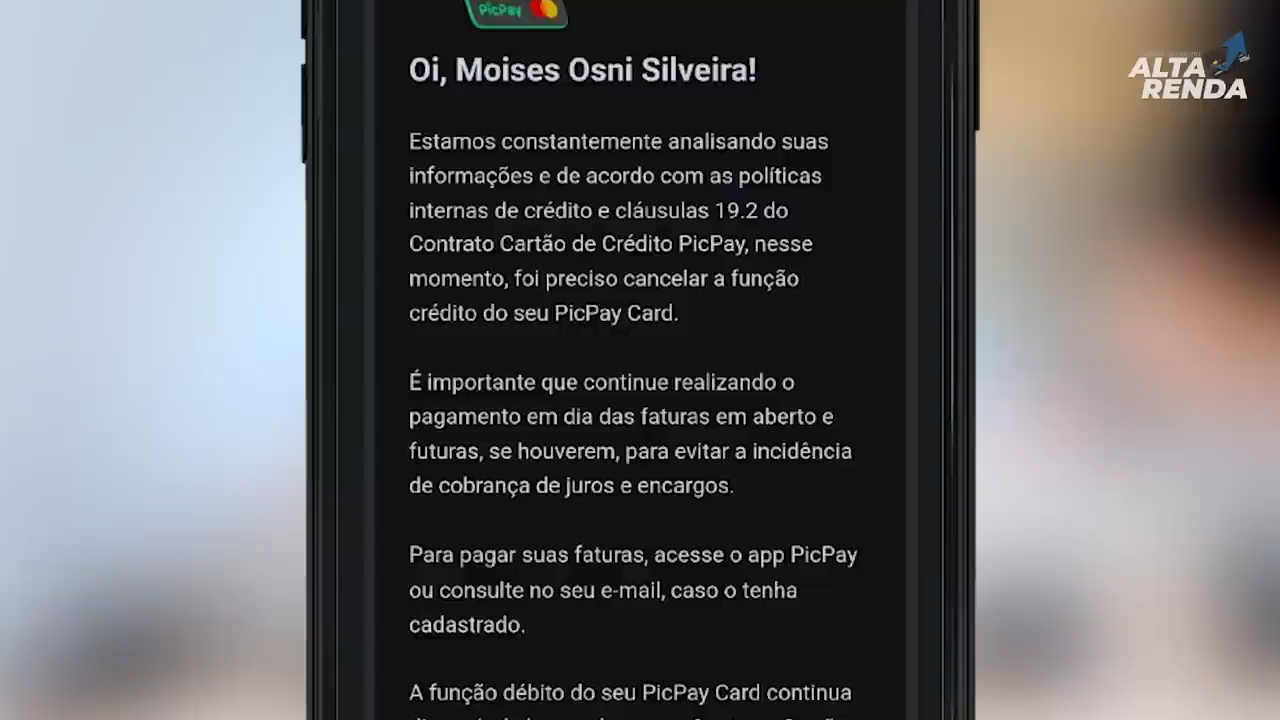 PicPay
ALTA
RENDA
Oi, Moises Osni Silveira!
Estamos constantemente analisando suas
informações e de acordo com as políticas
internas de crédito e cláusulas 19.2 do
Contrato Cartão de Crédito PicPay, nesse
momento, foi preciso cancelar a função
crédito do seu PicPay Card.
É importante que continue realizando o
pagamento em dia das faturas em aberto e
futuras, se houverem, para evitar a incidência
de cobrança de juros e encargos.
Para pagar suas faturas, acesse o app PicPay
ou consulte no seu e-mail, caso o tenha
cadastrado.
A função débito do seu PicPay Card continua